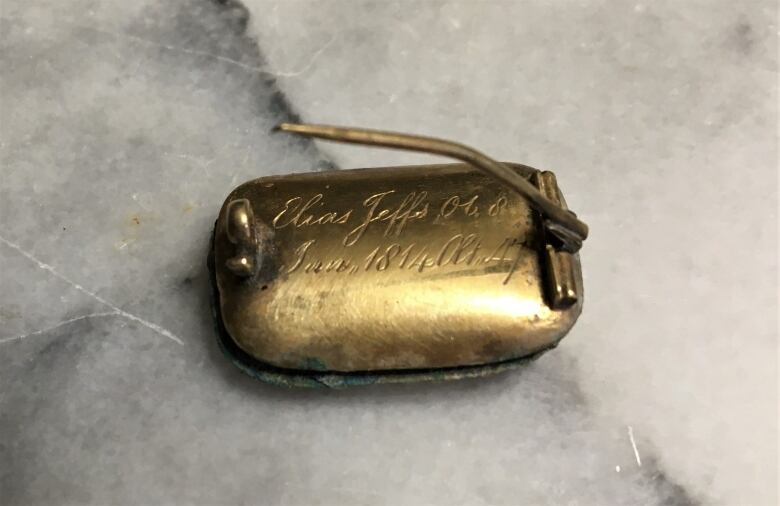 Elias Jeffs, Ob, 8
Jan, 1814, Æt, 47